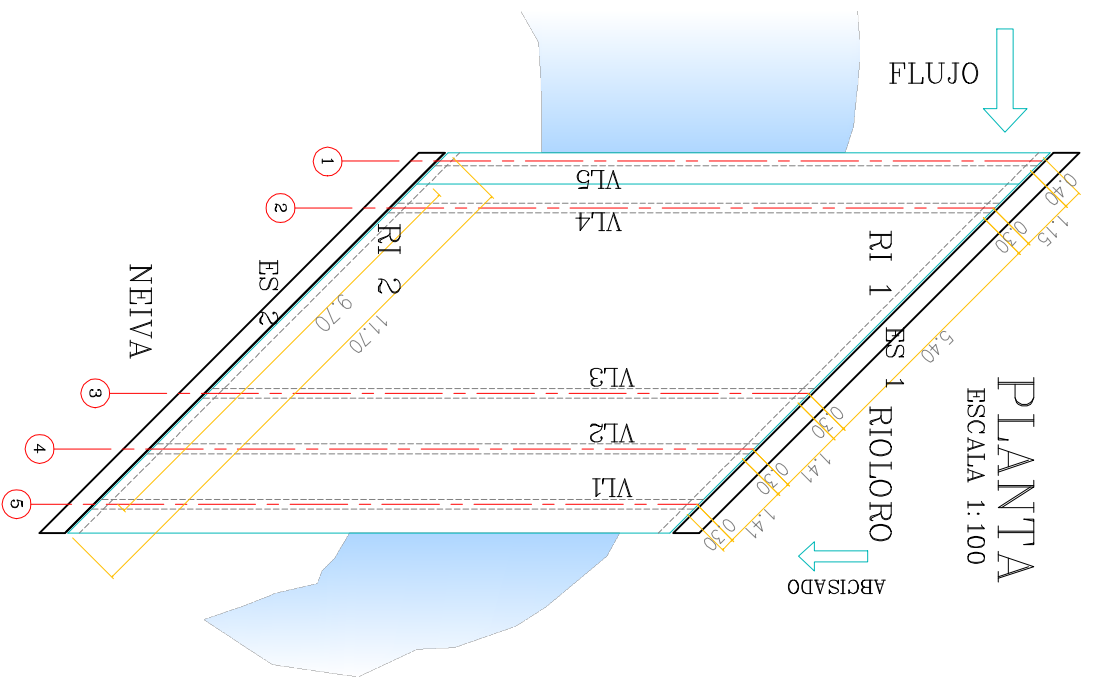 FLUJO
1
VL5
0.40
2
VL4
0.30
1.15
RI 2
RI 1
ES 2
NEIVA
9.70
11.70
ES 1
5.40
3
VL3
0.30
RIOLORO
PLANTA
ESCALA 1:100
4
VL2
0.30
1.41
5
VL1
0.30
1.41
ABCISADO